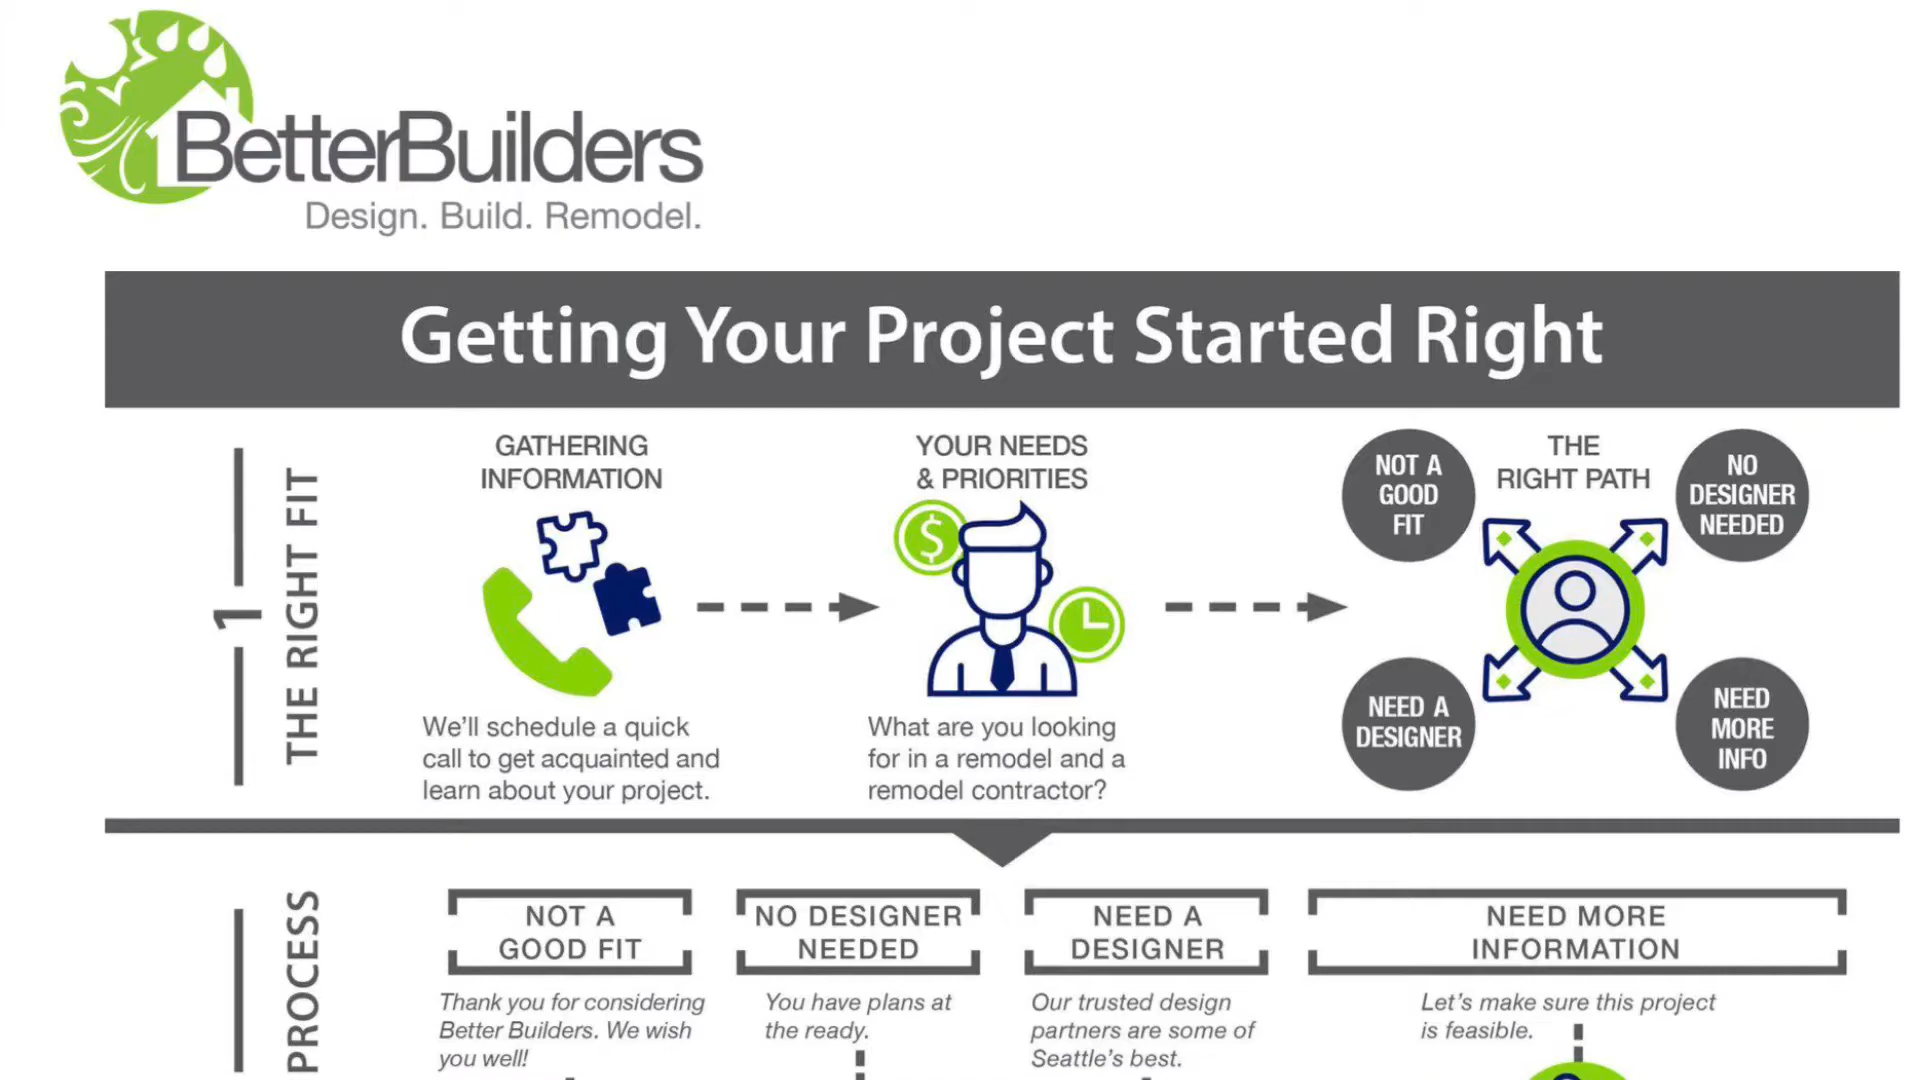 BetterBuilders
Design. Build. Remodel.
Getting Your Project Started Right
1
THE RIGHT FIT
GATHERING
INFORMATION
We'll schedule a quick
call to get acquainted and
learn about your project.
YOUR NEEDS
& PRIORITIES
$
What are you looking
for in a remodel and a
remodel contractor?
THE
RIGHT PATH
NOT A
GOOD
FIT
NO
DESIGNER
NEEDED
NEED A
DESIGNER
NEED
MORE
INFO
PROCESS
NOT A
GOOD FIT
Thank you for considering
Better Builders. We wish
you well!
NO DESIGNER
NEEDED
You have plans at
the ready.
NEED A
DESIGNER
Our trusted design
partners are some of
Seattle's best.
NEED MORE
INFORMATION
Let's make sure this project
is feasible.